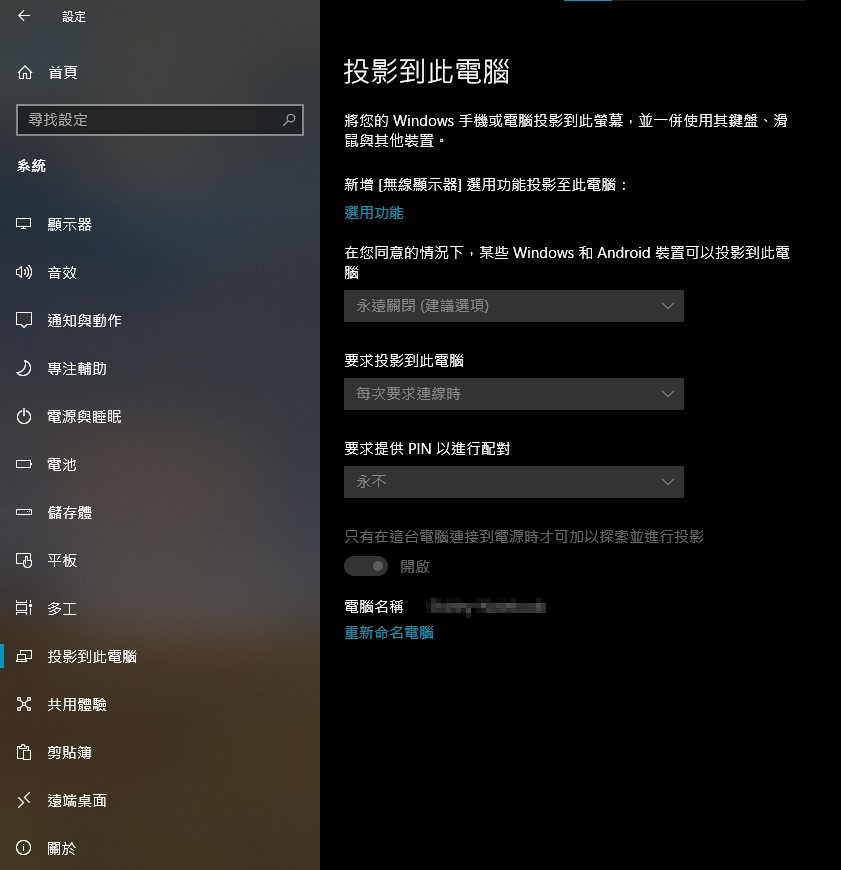 設定
首頁
尋找設定
系統
顯示器
音效
通知與動作
專注輔助
電源與睡眠
電池
儲存體
平板
多工
投影到此電腦
共用體驗
剪貼簿
遠端桌面
關於
投影到此電腦
將您的 Windows 手機或電腦投影到此螢幕，並一併使用其鍵盤、滑
鼠與其他裝置。
新增 [無線顯示器] 選用功能投影至此電腦：
選用功能
在您同意的情況下，某些 Windows 和 Android 裝置可以投影到此電
腦
永遠關閉 (建議選項)
要求投影到此電腦
每次要求連線時
要求提供 PIN 以進行配對
永不
只有在這台電腦連接到電源時才可加以探索並進行投影
開啟
電腦名稱
重新命名電腦